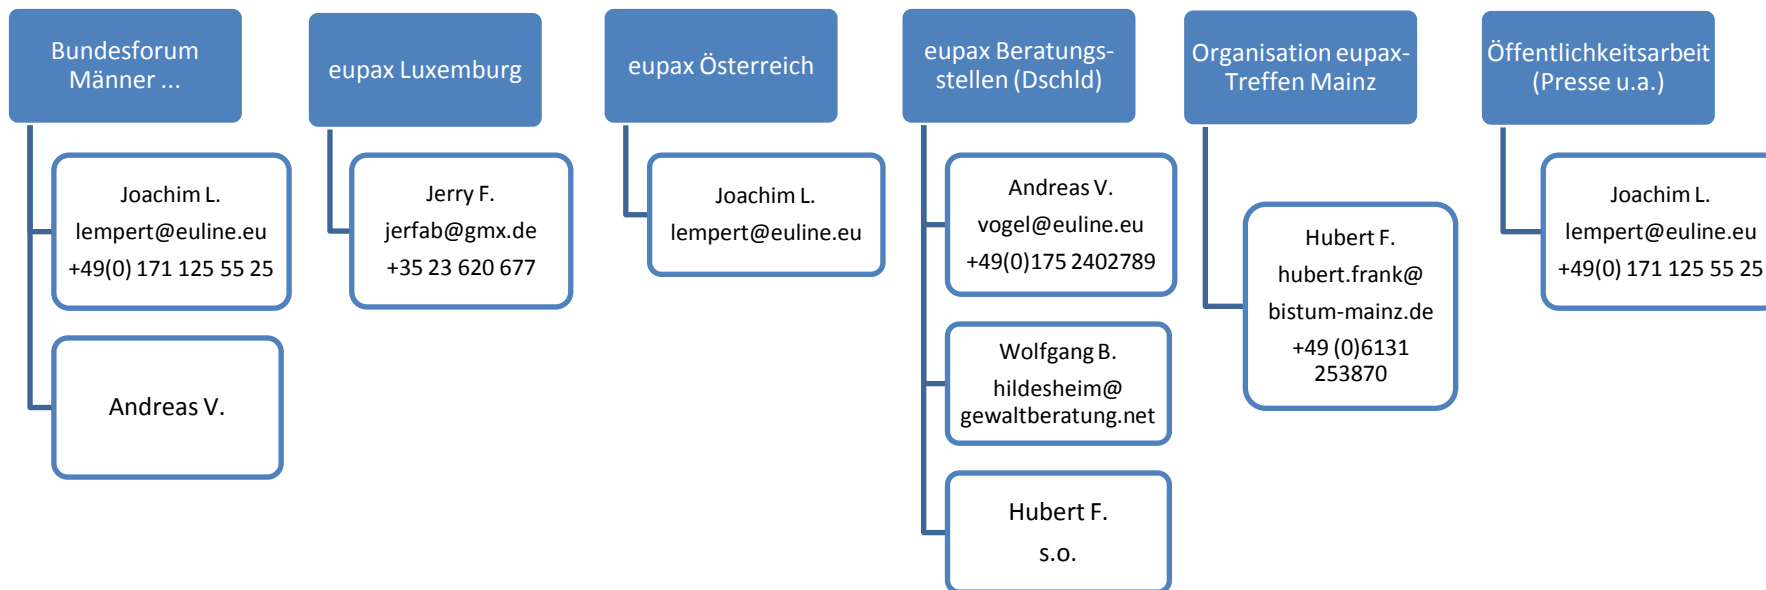 Bundesforum
Männer ...
Joachim L.
lempert@euline.eu
+49(0) 171 125 55 25
Andreas V.
eupax Luxemburg
Jerry F.
jerfab@gmx.de
+35 23 620 677
eupax Österreich
Joachim L.
lempert@euline.eu
eupax Beratungs-
stellen (Dschld)
Andreas V.
vogel@euline.eu
+49(0)175 2402789
Wolfgang B.
hildesheim@
gewaltberatung.net
Hubert F.
s.o.
Organisation eupax-
Treffen Mainz
Hubert F.
hubert.frank@
bistum-mainz.de
+49 (0)6131
253870
Öffentlichkeitsarbeit
(Presse u.a.)
Joachim L.
lempert@euline.eu
+49(0) 171 125 55 25